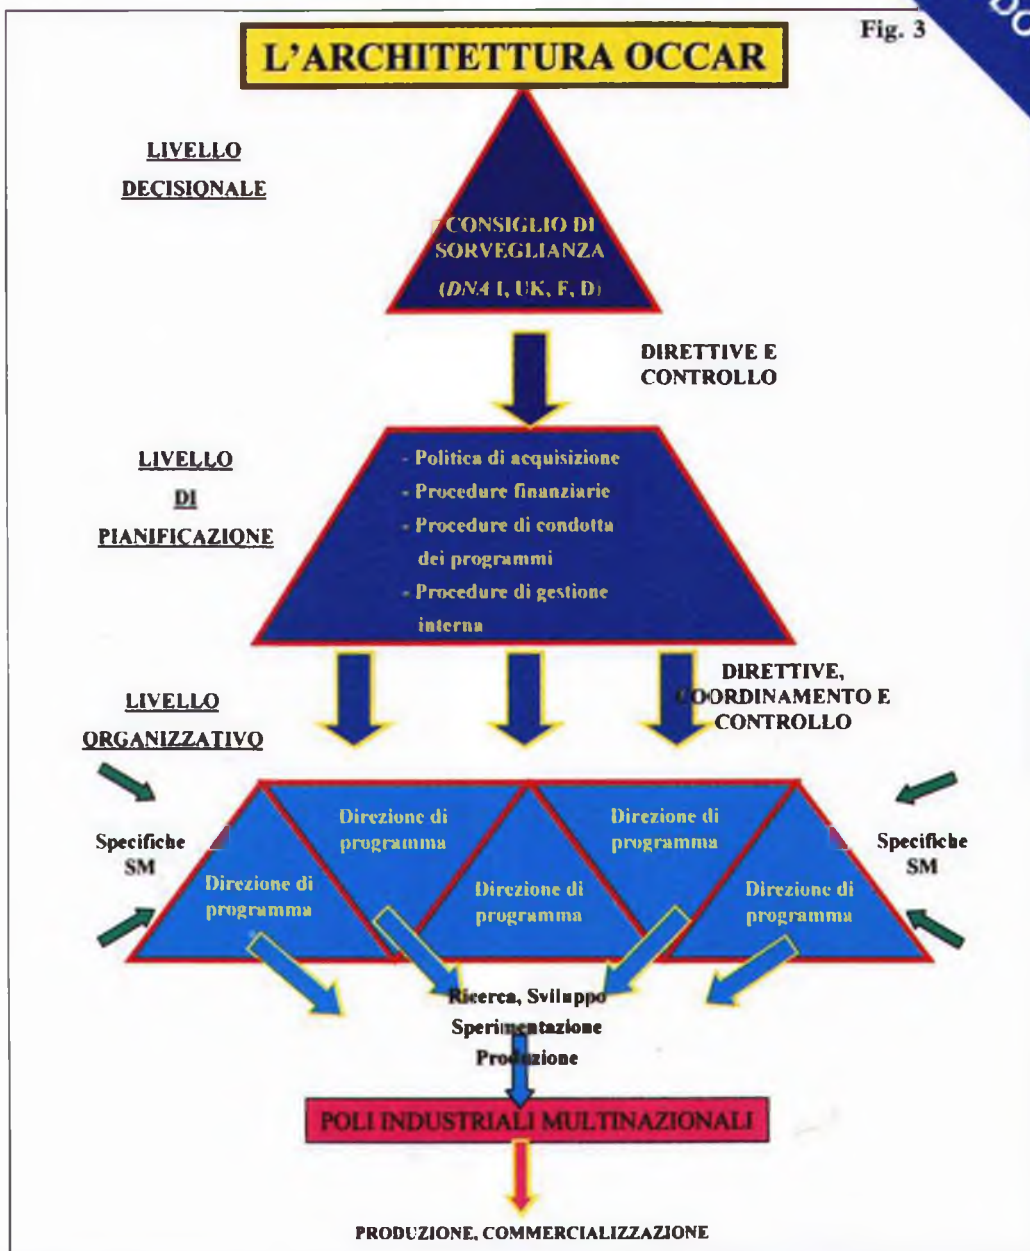 Fig. 3
L'ARCHITETTURA OCCAR
LIVELLO
DECISIONALE
CONSIGLIO DI
SORVEGLIANZA
(DNA I, UK, F, D)
DIRETTIVE E
CONTROLLO
LIVELLO
DI
PIANIFICAZIONE
- Politica di acquisizione
- Procedure finanziarie
- Procedure di condotta
dei programmi
- Procedure di gestione
interna
DIRETTIVE,
COORDINAMENTO E
CONTROLLO
LIVELLO
ORGANIZZATIVO
Specifiche
SM
Direzione di
programma
Direzione di
programma
Direzione di
programma
Direzione di
programma
Direzione di
programma
Specifiche
SM
Ricerca, Sviluppo
Sperimentazione
Produzione
POLI INDUSTRIALI MULTINAZIONALI
PRODUZIONE, COMMERCIALIZZAZIONE